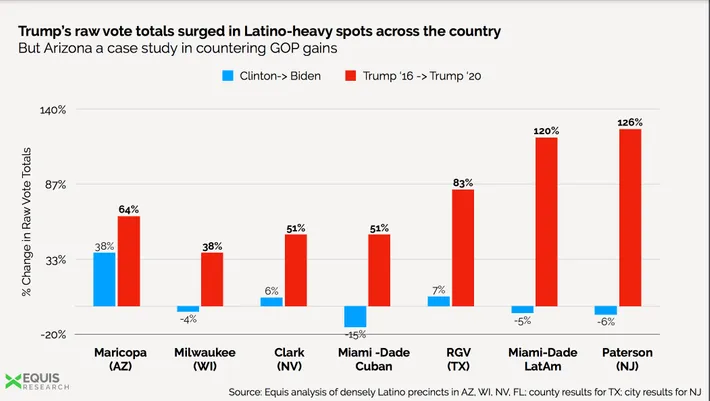 Trump's raw vote totals surged in Latino-heavy spots across the country
But Arizona a case study in countering GOP gains
Clinton-> Biden
Trump '16 -> Trump '20
% Change in Raw Vote Totals
140%
87%
33%
-20%
38%
64%
-4%
38%
6%
51%
-15%
51%
7%
83%
-5%
120%
-6%
126%
Maricopa
(AZ)
Milwaukee
(WI)
Clark
(NV)
Miami -Dade
Cuban
RGV
(TX)
Miami-Dade
LatAm
Paterson
(NJ)
EQUIS
RESEARCH
Source: Equis analysis of densely Latino precincts in AZ, WI, NV, FL; county results for TX; city results for NJ